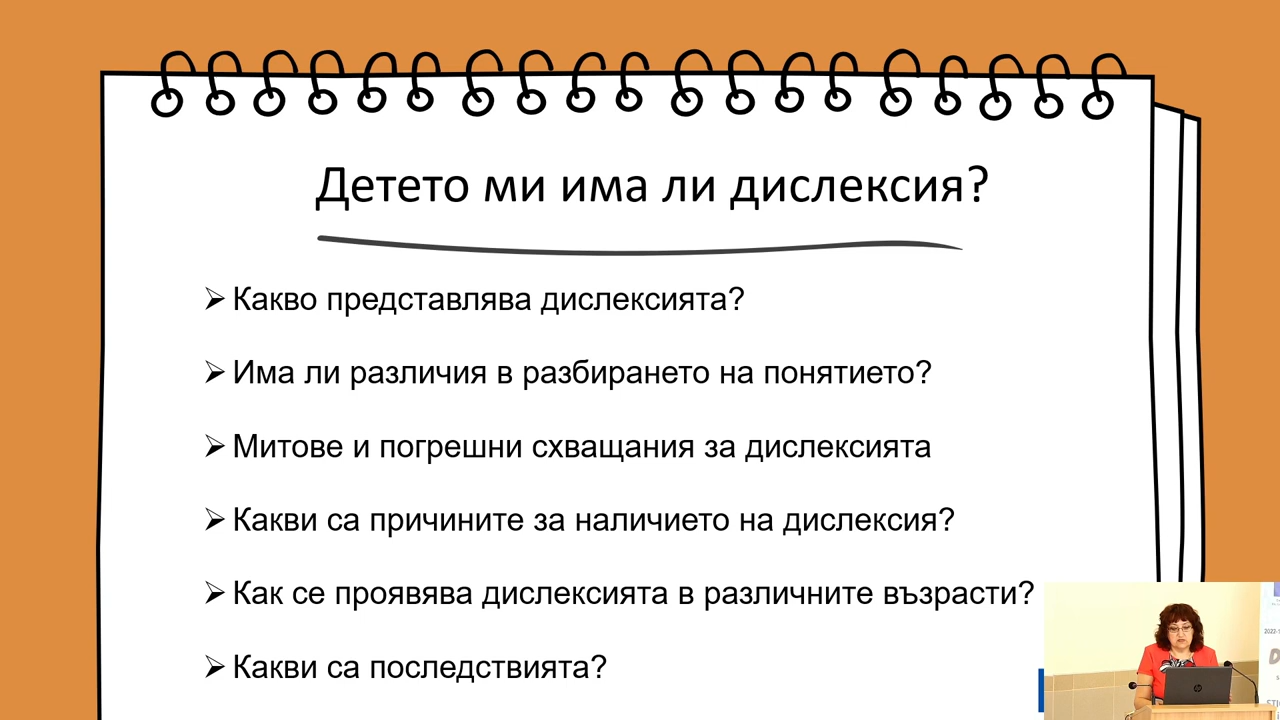 Детето ми има ли дислексия?
Какво представлява дислексията?
Има ли различия в разбирането на понятието?
Митове и погрешни схващания за дислексията
Какви са причините за наличието на дислексия?
Как се проявява дислексията в различните възрасти?
Какви са последствията?